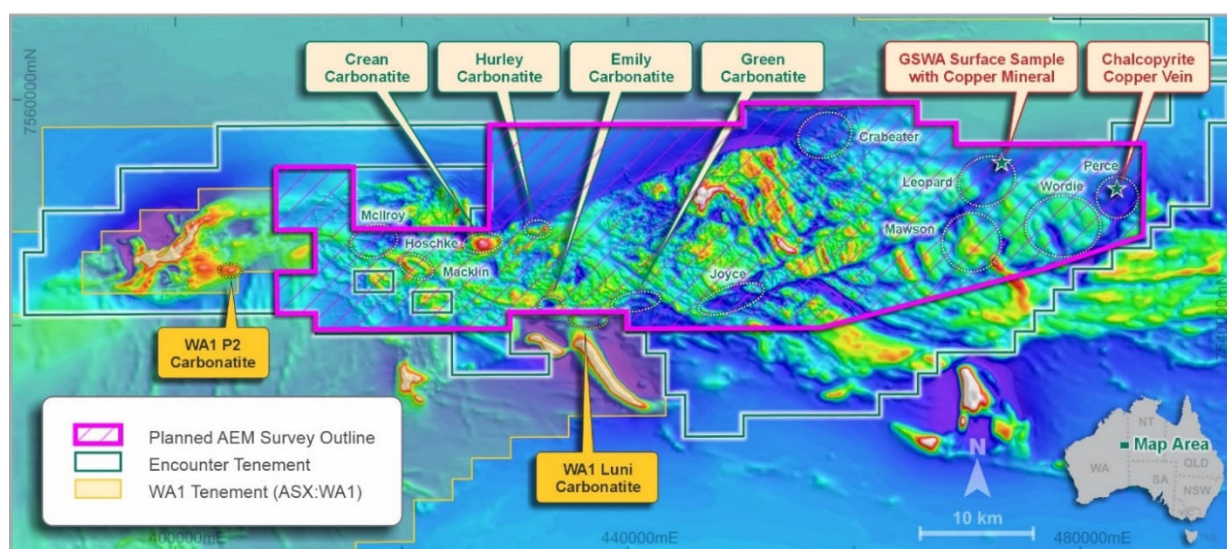 Crean
Carbonatite
Hurley
Carbonatite
Emily
Carbonatite
Green
Carbonatite
GSWA Surface Sample
with Copper Mineral
Chalcopyrite
Copper Vein
7560000mN
Crabeater
Leopard
Perce
Wordie
McIlroy
Hoschke
Mawson
Macklin
Joyce
WA1 P2
Carbonatite
WA1 Luni
Carbonatite
Planned AEM Survey Outline
Encounter Tenement
WA1 Tenement (ASX:WA1)
N
10 km
Map Area
WA
NT
QLD
SA
NSW
TAS
400000mE
440000mE
480000mE